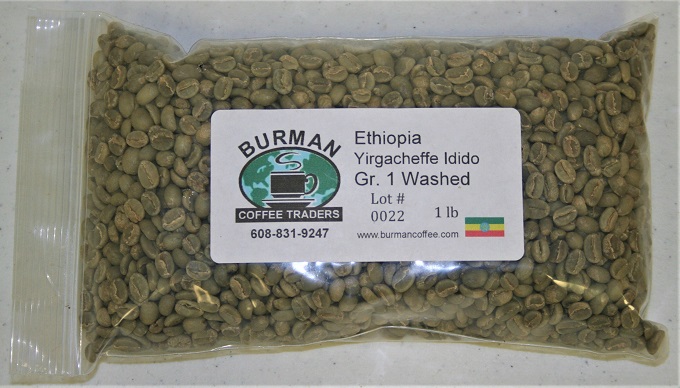 BURMAN
COFFEE TRADERS
608-831-9247
Ethiopia
Yirgacheffe Idido
Gr. 1 Washed
Lot #
0022 1 lb
www.burmancoffee.com